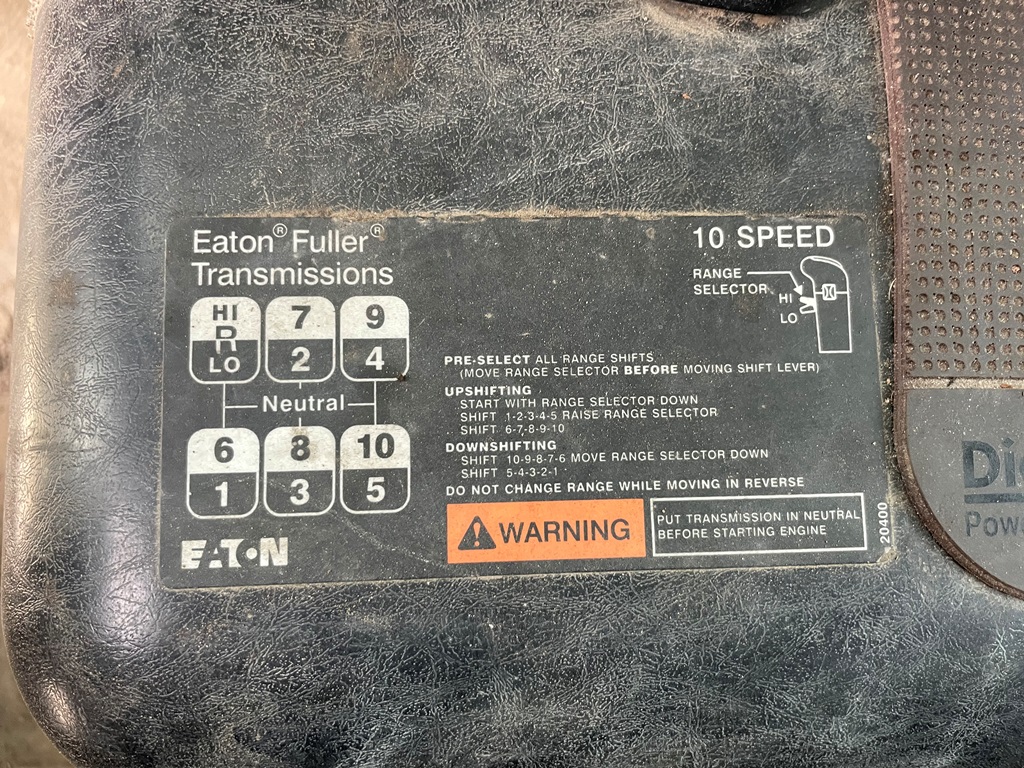 Eaton® Fuller®
Transmissions
10 SPEED
RANGE
SELECTOR
HI
LO
HI
R
LO
7
2
9
4
Neutral
6
1
8
3
10
5
PRE-SELECT ALL RANGE SHIFTS
(MOVE RANGE SELECTOR BEFORE MOVING SHIFT LEVER)
UPSHIFTING
START WITH RANGE SELECTOR DOWN
SHIFT 1-2-3-4-5 RAISE RANGE SELECTOR
SHIFT 6-7-8-9-10
DOWNSHIFTING
SHIFT 10-9-8-7-6 MOVE RANGE SELECTOR DOWN
SHIFT 5-4-3-2-1
DO NOT CHANGE RANGE WHILE MOVING IN REVERSE
WARNING
PUT TRANSMISSION IN NEUTRAL
BEFORE STARTING ENGINE
20400
EATON